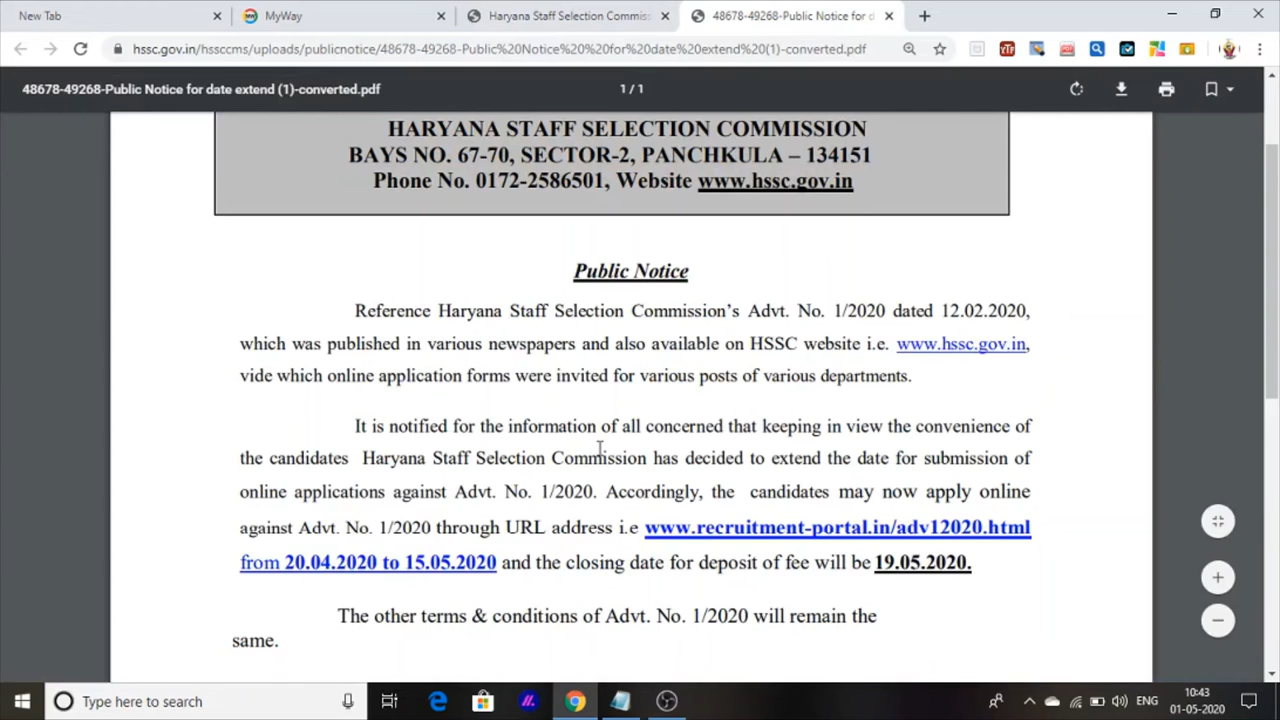 New Tab
MyWay
Haryana Staff Selection Commiss
48678-49268-Public Notice for d
hssc.gov.in/hssccms/uploads/publicnotice/48678-49268-Public%20Notice%20%20for%20date%20extend%20(1)-converted.pdf
48678-49268-Public Notice for date extend (1)-converted.pdf
1 / 1
HARYANA STAFF SELECTION COMMISSION
BAYS NO. 67-70, SECTOR-2, PANCHKULA – 134151
Phone No. 0172-2586501, Website www.hssc.gov.in
Public Notice
Reference Haryana Staff Selection Commission's Advt. No. 1/2020 dated 12.02.2020,
which was published in various newspapers and also available on HSSC website i.e. www.hssc.gov.in,
vide which online application forms were invited for various posts of various departments.
It is notified for the information of all concerned that keeping in view the convenience of
the candidates Haryana Staff Selection Commission has decided to extend the date for submission of
online applications against Advt. No. 1/2020. Accordingly, the candidates may now apply online
against Advt. No. 1/2020 through URL address i.e www.recruitment-portal.in/adv12020.html
from 20.04.2020 to 15.05.2020 and the closing date for deposit of fee will be 19.05.2020.
The other terms & conditions of Advt. No. 1/2020 will remain the
same.
Type here to search
ENG
10:43
01-05-2020